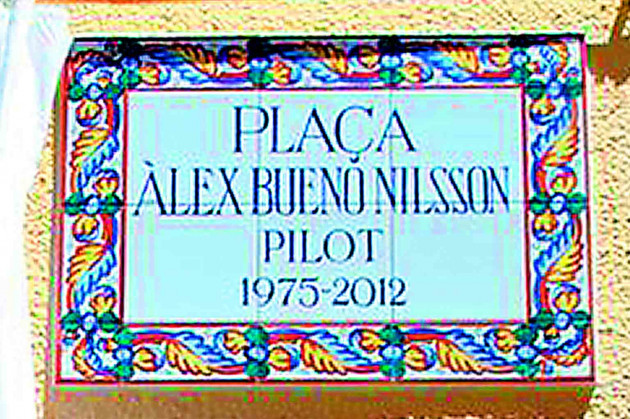 PLAÇA
ÀLEX BUENO NILSSON
PILOT
1975-2012